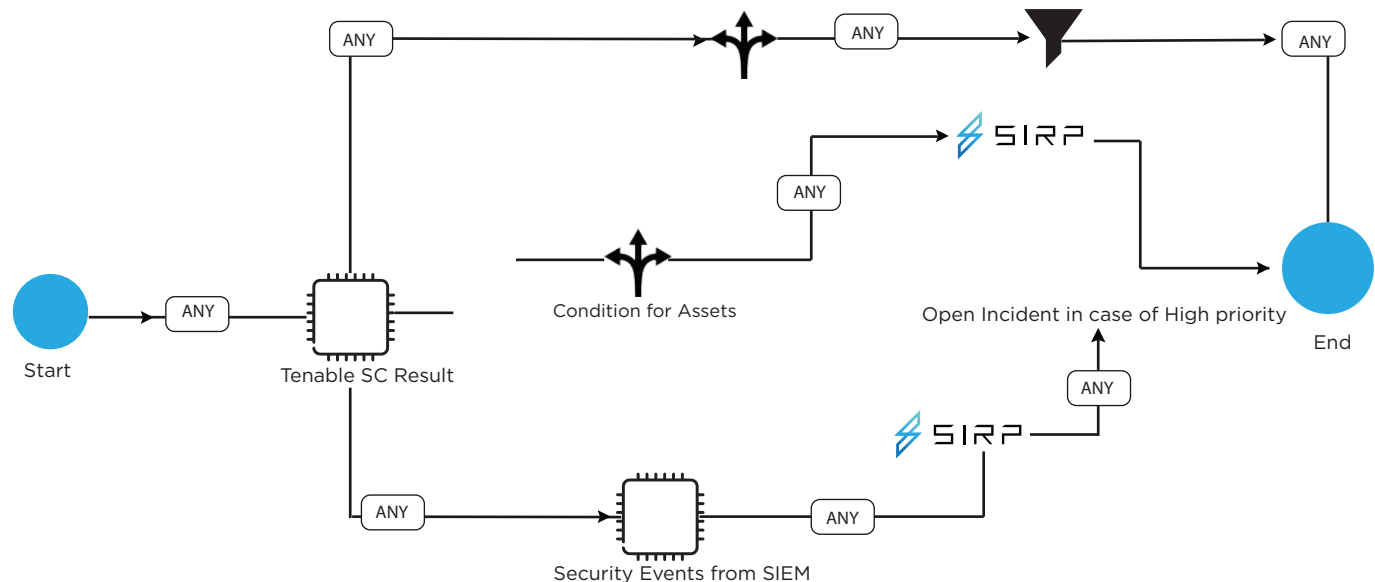 ANY
ANY
ANY
SIRP
ANY
Condition for Assets
ANY
Open Incident in case of High priority
Start
End
Tenable SC Result
ANY
SIRP
ANY
ANY
Security Events from SIEM